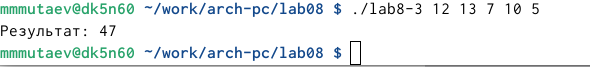 mmmutaev@dk5n60 ~/work/arch-pc/lab08 $ ./lab8-3 12 13 7 10 5
Результат: 47
mmmutaev@dk5n60 ~/work/arch-pc/lab08 $